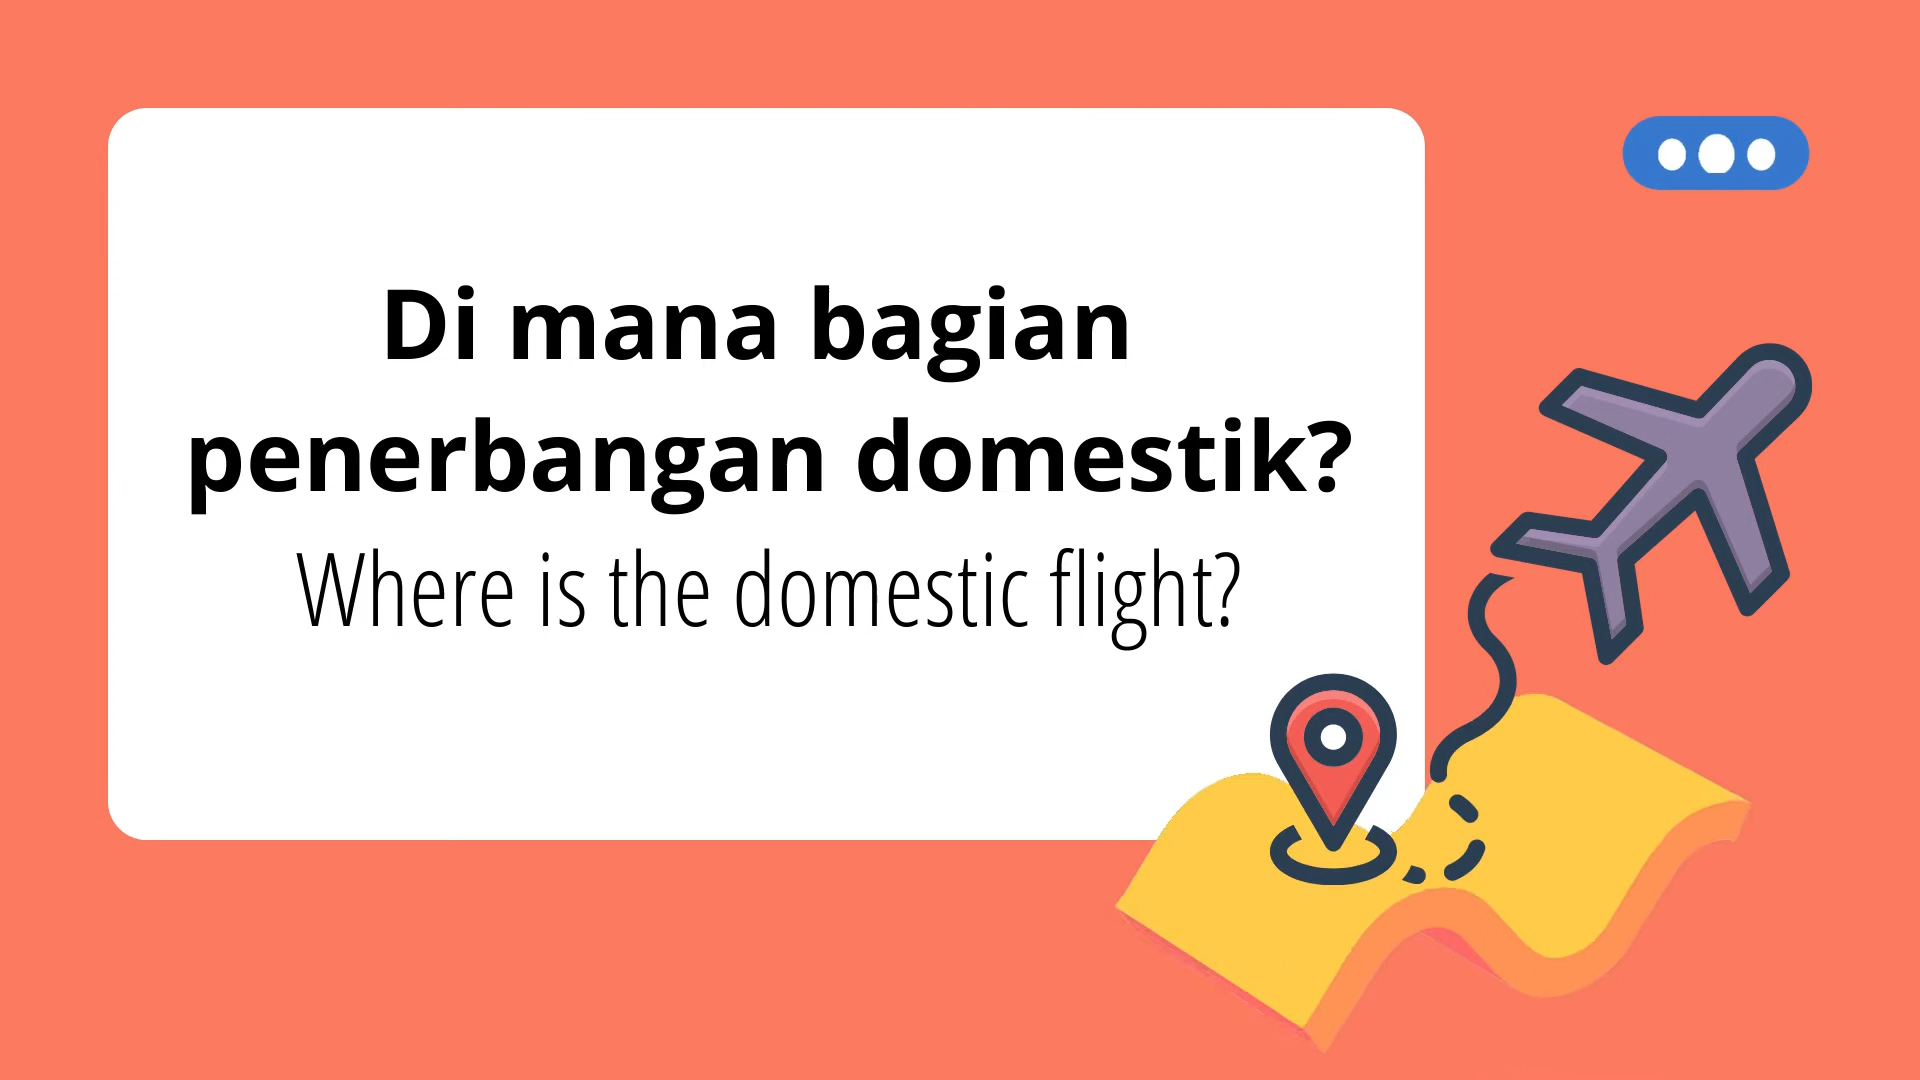 Di mana bagian
penerbangan domestik?
Where is the domestic flight?